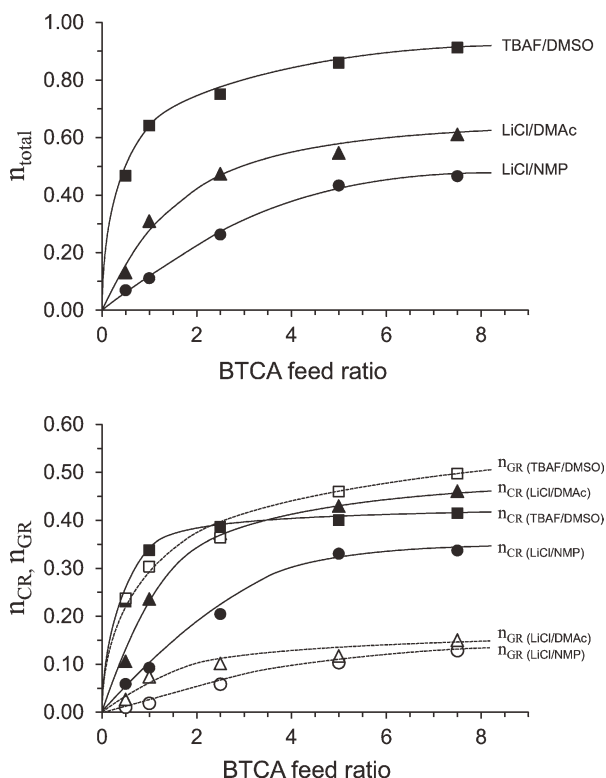 1.00
0.80
0.60
0.40
0.20
0.00
n_total
0 2 4 6 8
BTCA feed ratio
TBAF/DMSO
LiCl/DMAc
LiCl/NMP
0.60
0.50
0.40
0.30
0.20
0.10
0.00
n_CR, n_GR
0 2 4 6 8
BTCA feed ratio
n_GR (TBAF/DMSO)
n_CR (LiCl/DMAc)
n_CR (TBAF/DMSO)
n_CR (LiCl/NMP)
n_GR (LiCl/DMAc)
n_GR (LiCl/NMP)